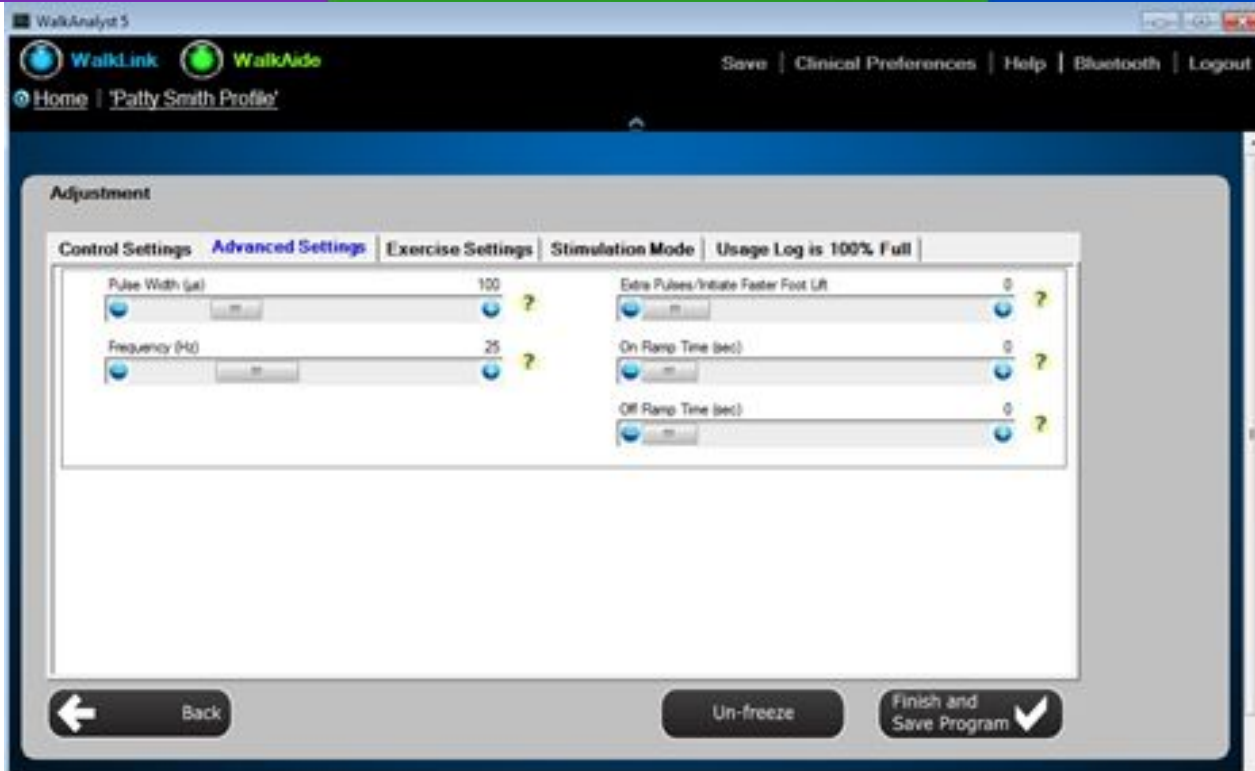 WalkAnalyst 5
WalkLink WalkAide Save | Clinical Preferences | Help | Bluetooth | Logout
Home | 'Patty Smith Profile'
Adjustment
Control Settings Advanced Settings Exercise Settings Stimulation Mode Usage Log is 100% Full
Pulse Width (µs) 100 ? Extra Pulses/Initiate Faster Foot Lift 0 ?
Frequency (Hz) 25 ? On Ramp Time (sec) 0 ?
Off Ramp Time (sec) 0 ?
Back Un-freeze Finish and
Save Program